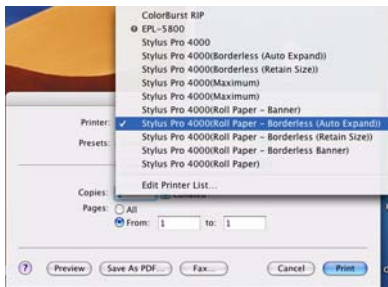 ColorBurst RIP
EPL-5800
Stylus Pro 4000
Stylus Pro 4000(Borderless (Auto Expand))
Stylus Pro 4000(Borderless (Retain Size))
Stylus Pro 4000(Maximum)
Stylus Pro 4000(Maximum)
Stylus Pro 4000(Roll Paper - Banner)
Printer: ✓ Stylus Pro 4000(Roll Paper - Borderless (Auto Expand))
Stylus Pro 4000(Roll Paper - Borderless (Retain Size))
Presets: Stylus Pro 4000(Roll Paper - Borderless Banner)
Stylus Pro 4000(Roll Paper)
Edit Printer List...
Copies:
Pages: All
From: 1 to: 1
? Preview Save As PDF... Fax... Cancel Print